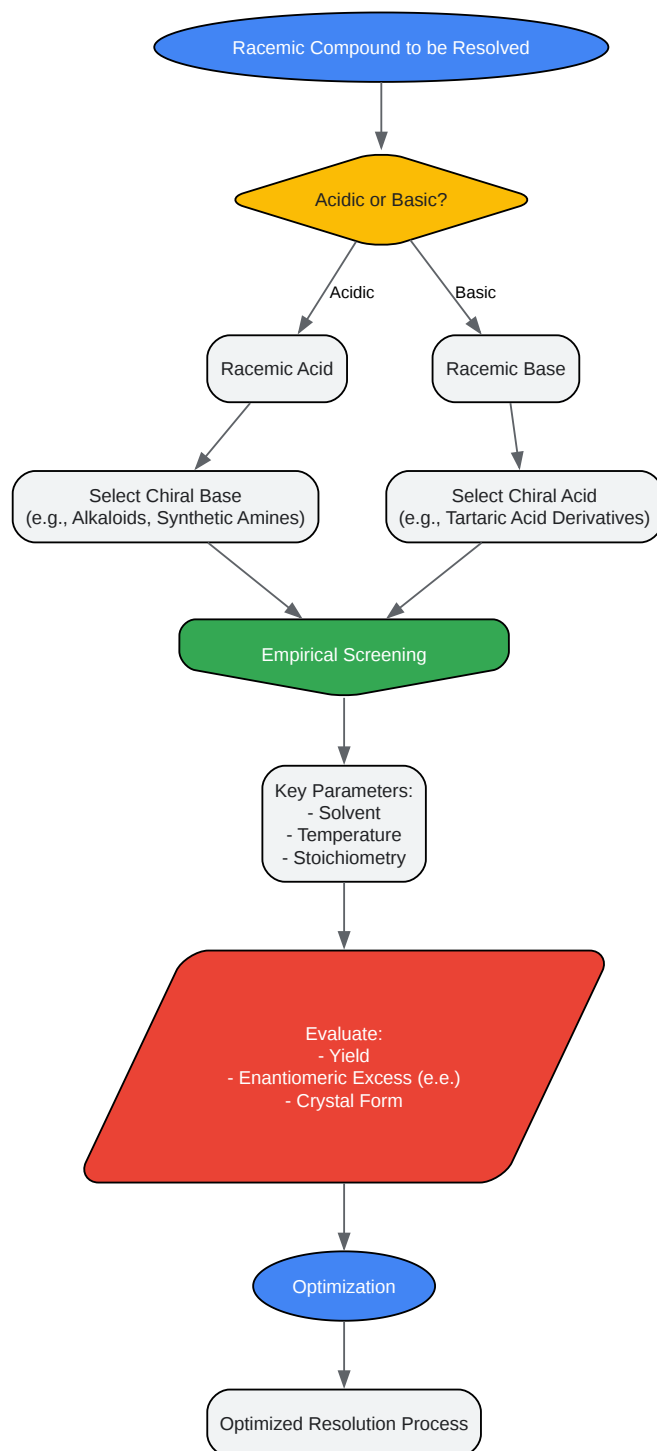 Racemic Compound to be Resolved
Acidic or Basic?
Acidic
Basic
Racemic Acid
Racemic Base
Select Chiral Base
(e.g., Alkaloids, Synthetic Amines)
Select Chiral Acid
(e.g., Tartaric Acid Derivatives)
Empirical Screening
Key Parameters:
- Solvent
- Temperature
- Stoichiometry
Evaluate:
- Yield
- Enantiomeric Excess (e.e.)
- Crystal Form
Optimization
Optimized Resolution Process